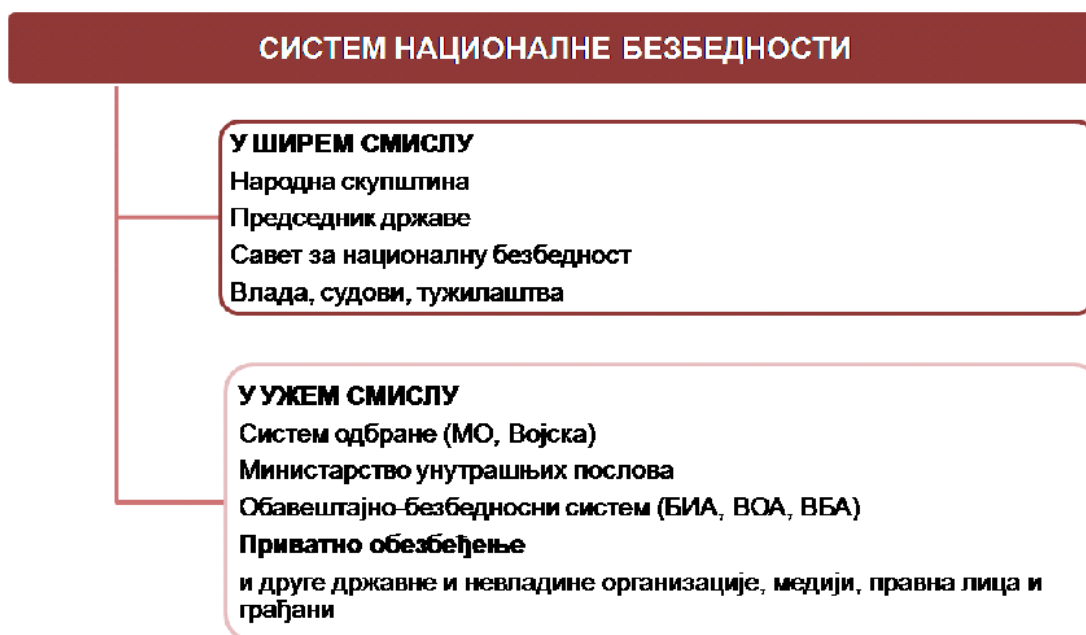 СИСТЕМ НАЦИОНАЛНЕ БЕЗБЕДНОСТИ
У ШИРЕМ СМИСЛУ
Народна скупштина
Председник државе
Савет за националну безбедност
Влада, судови, тужилаштва
У УЖЕМ СМИСЛУ
Систем одбране (МО, Војска)
Министарство унутрашњих послова
Обавештајно-безбедносни систем (БИА, ВОА, ВБА)
Приватно обезбеђење
и друге државне и невладине организације, медији, правна лица и
грађани